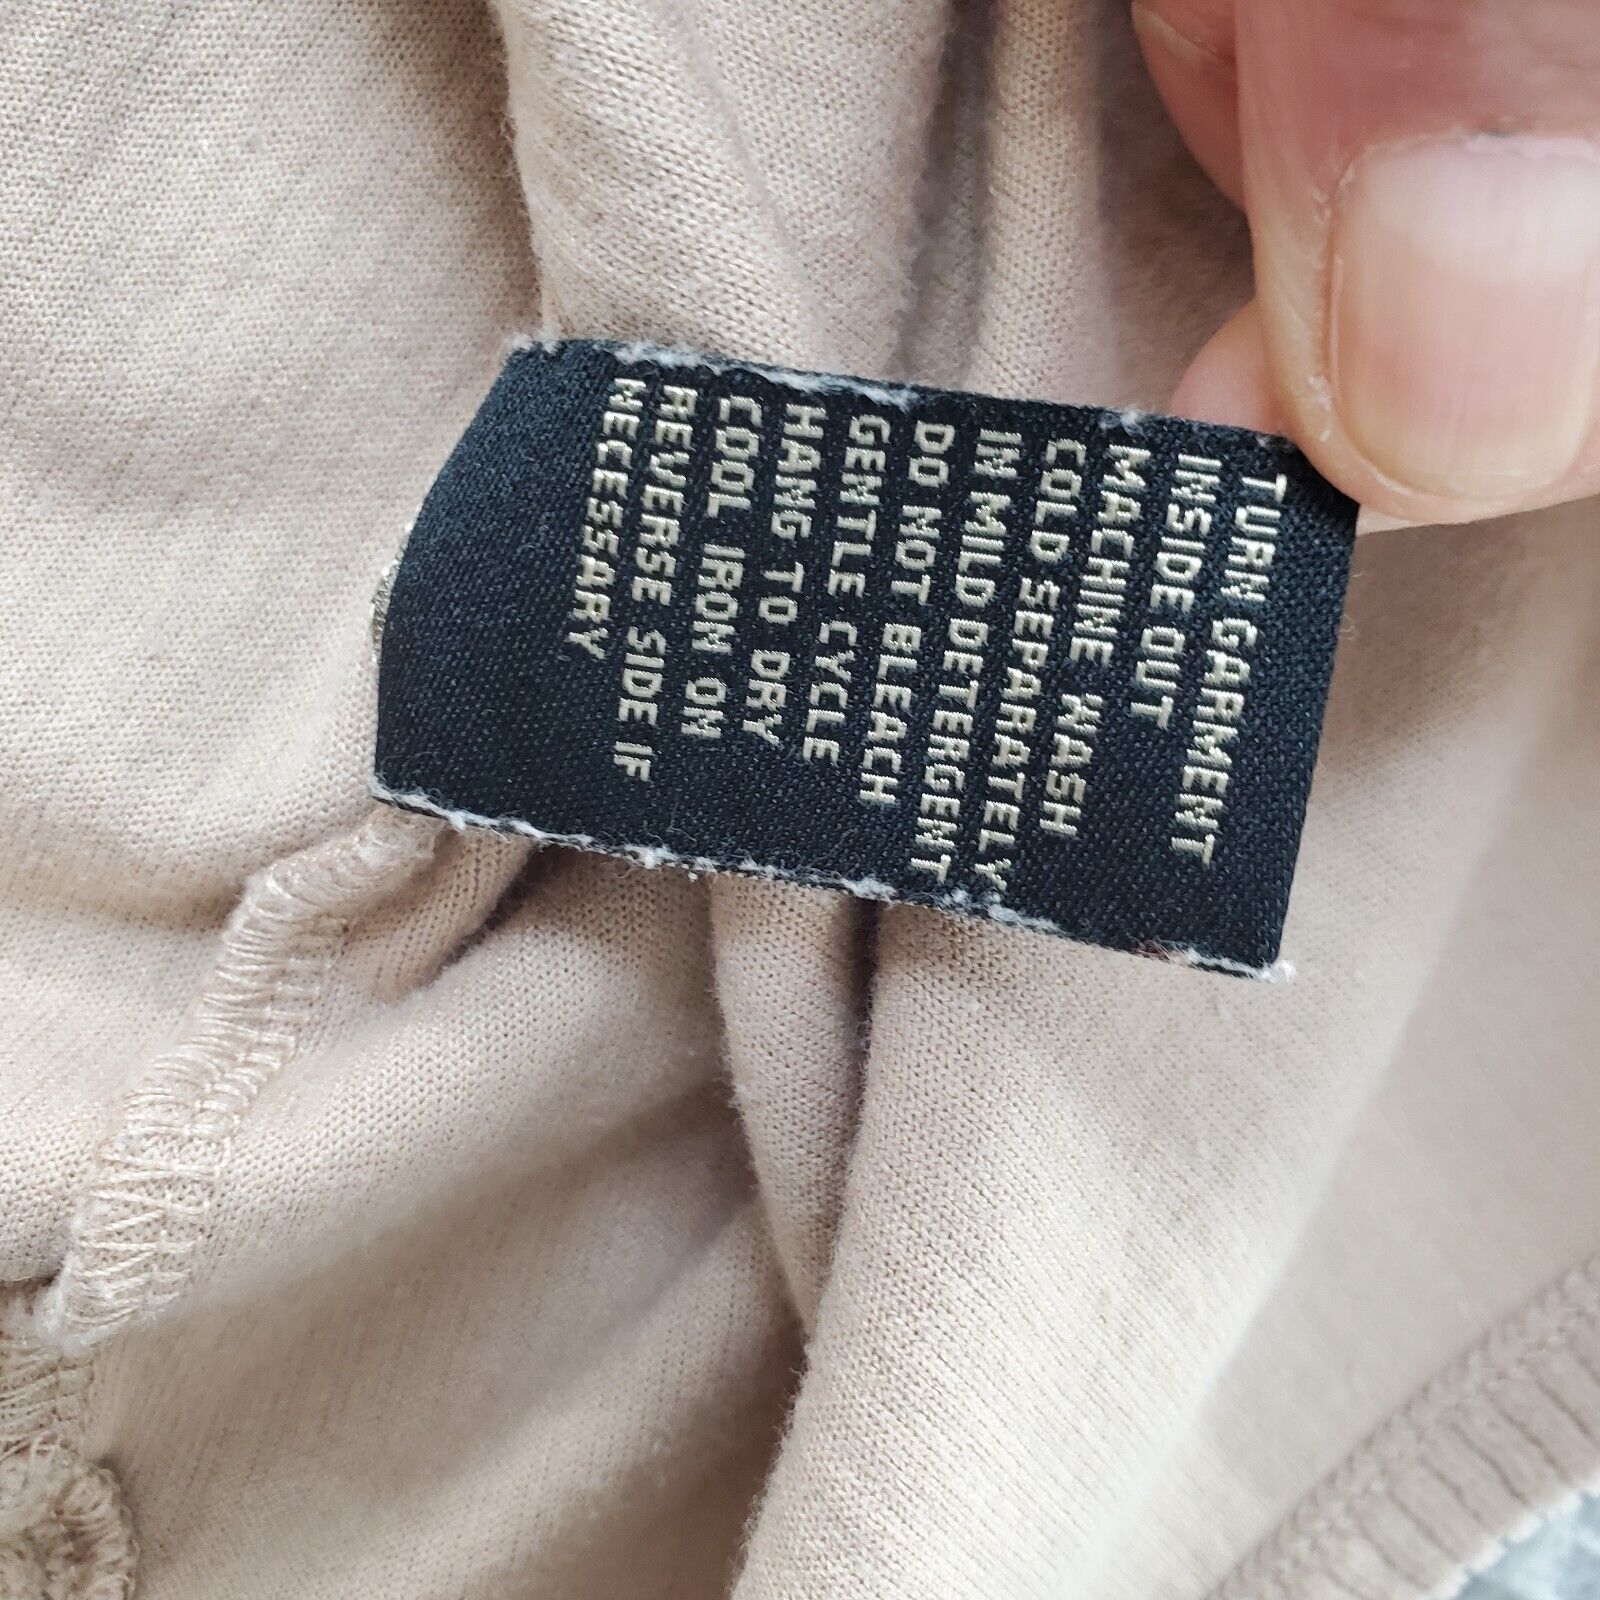 TURN GARMENT
INSIDE OUT
MACHINE WASH
COLD SEPARATELY
IN MILD DETERGENT
DO NOT BLEACH
GENTLE CYCLE
HANG TO DRY
COOL IRON ON
REVERSE SIDE IF
NECESSARY